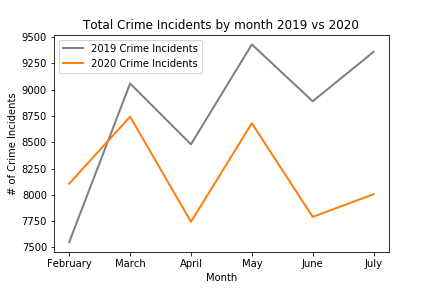 Total Crime Incidents by month 2019 vs 2020
9500
9250
9000
8750
8500
8250
8000
7750
7500
# of Crime Incidents
2019 Crime Incidents
2020 Crime Incidents
February March April May June July
Month